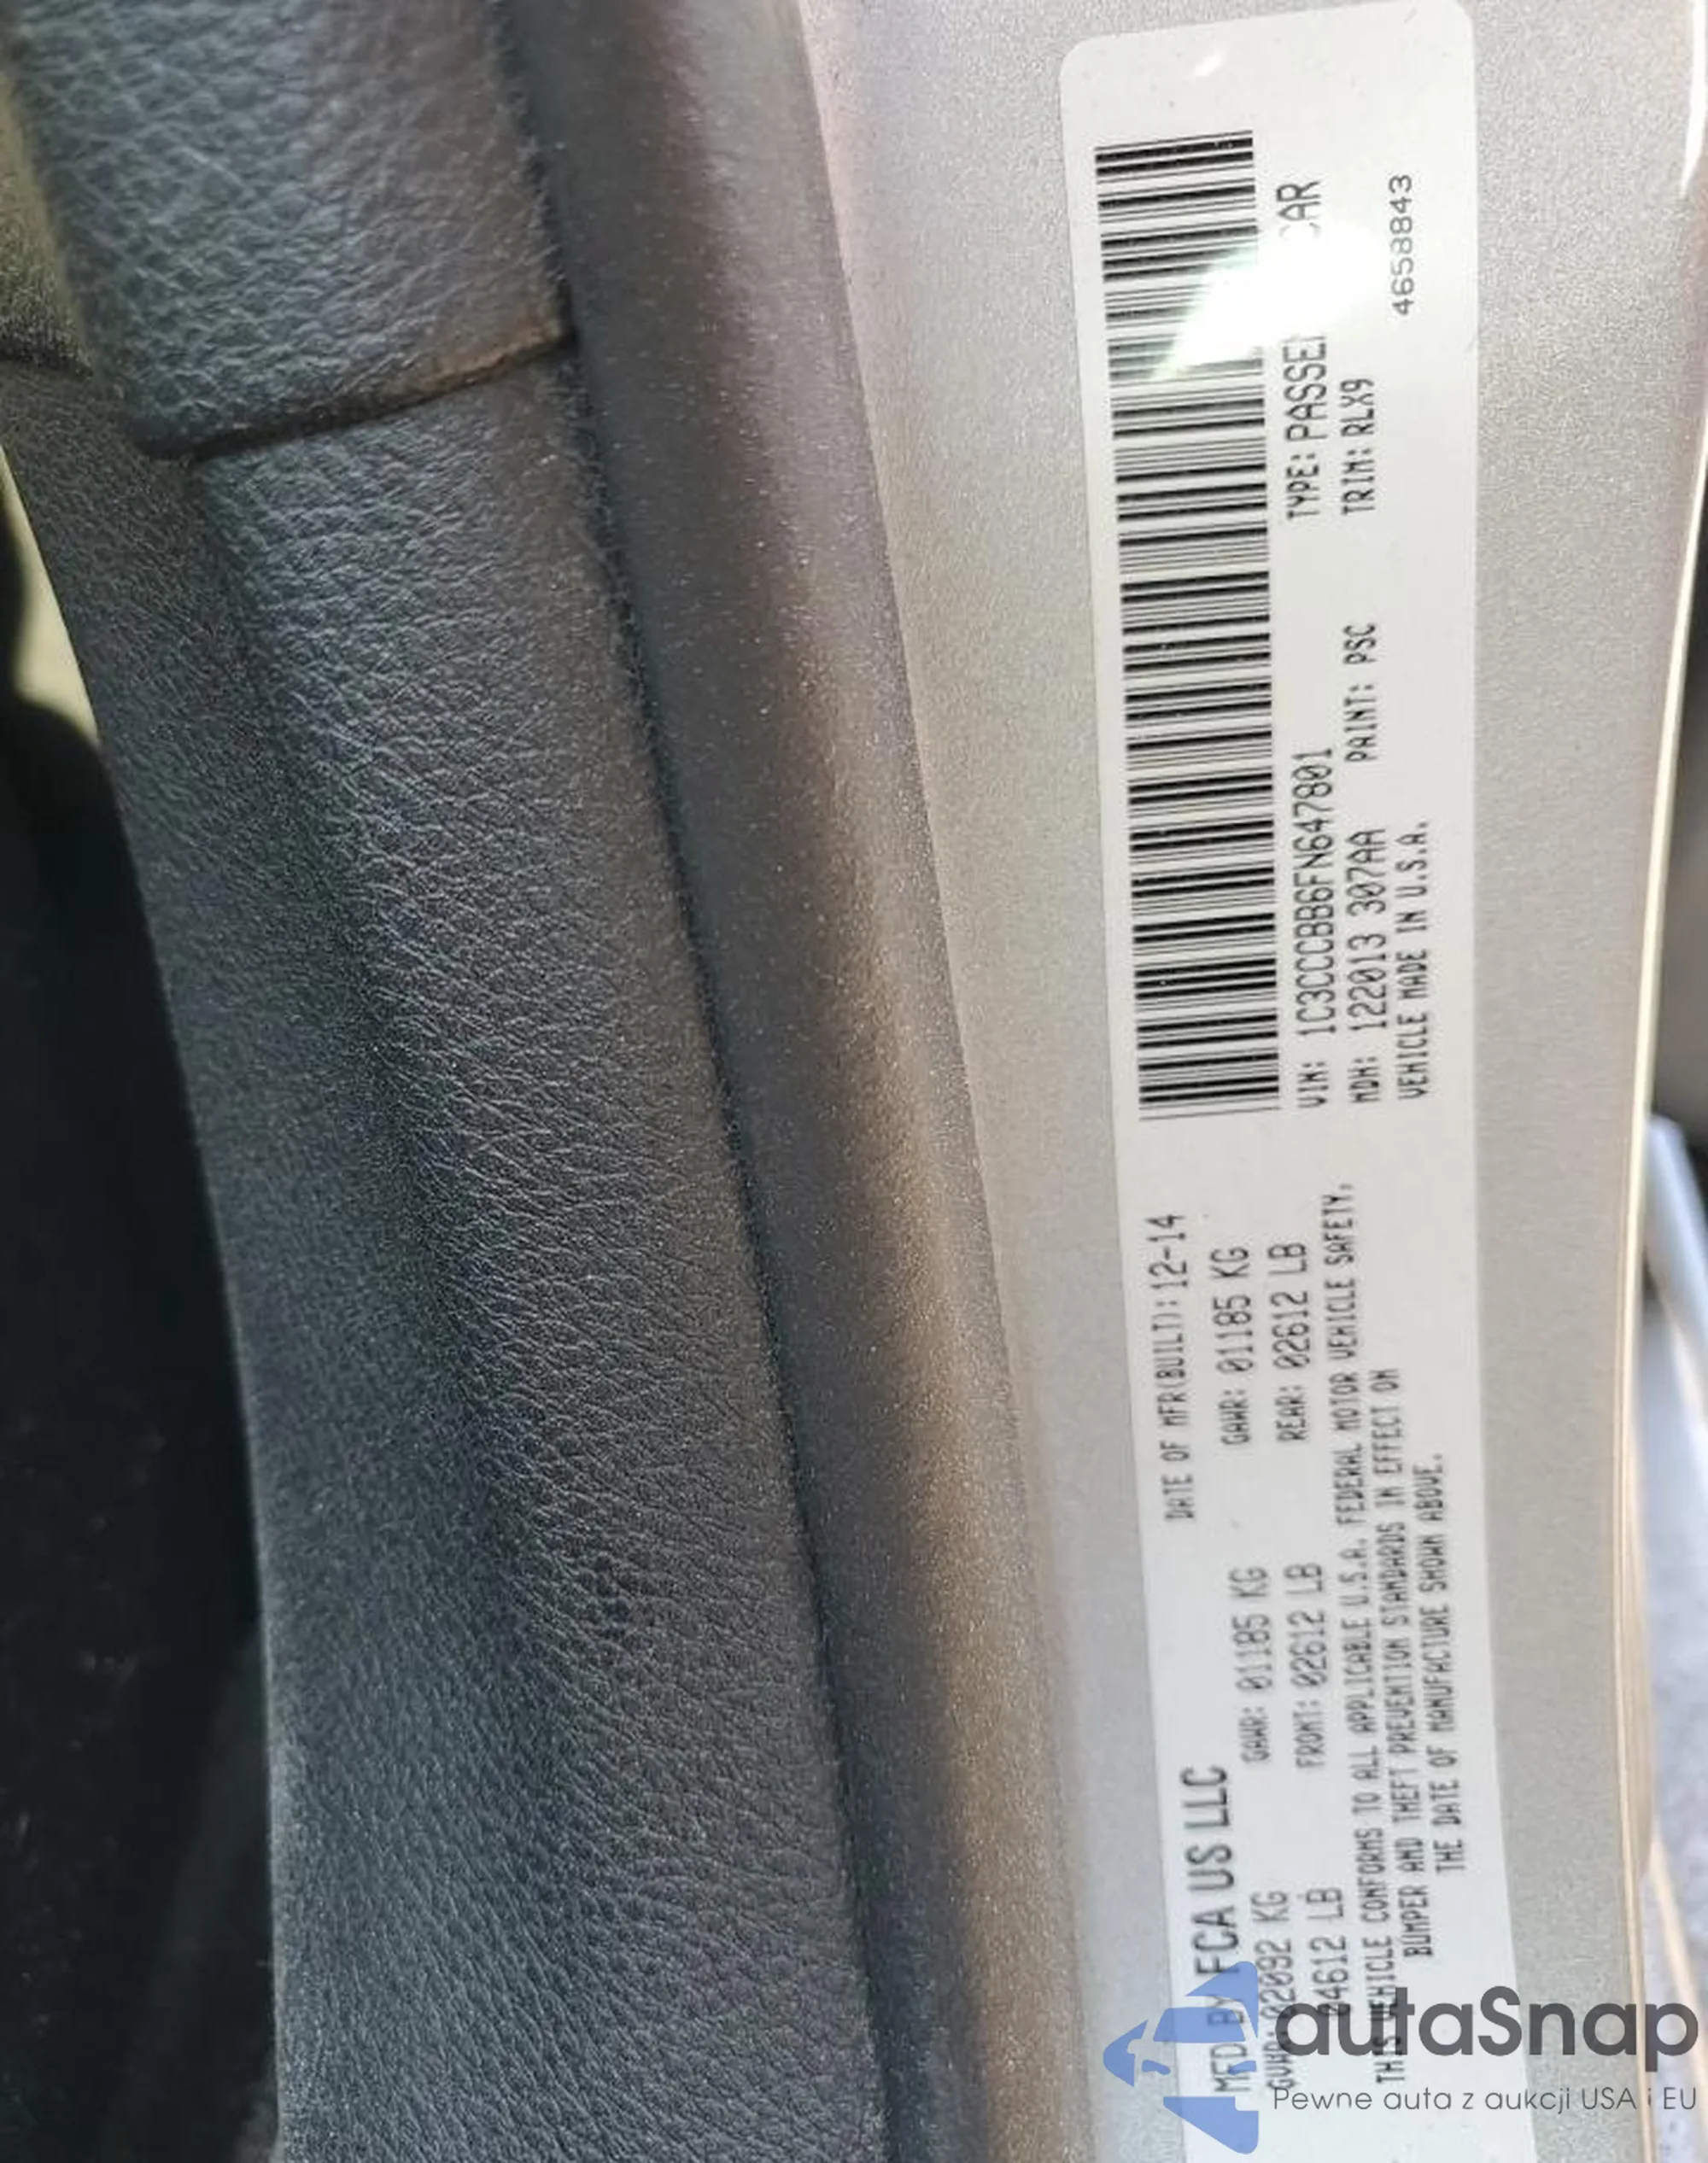 MFD BY FCA US LLC
DATE OF MFR(BUILT):12-14
GVWR: 02092 KG
GAWR: 01185 KG
GAWR: 01185 KG
04612 LB
FRONT: 02612 LB
REAR: 02612 LB
THIS VEHICLE CONFORMS TO ALL APPLICABLE U.S.A. FEDERAL MOTOR VEHICLE SAFETY,
BUMPER AND THEFT PREVENTION STANDARDS IN EFFECT ON
THE DATE OF MANUFACTURE SHOWN ABOVE.
VIN: 1C3CCCBB6FN647801
TYPE: PASSE CAR
MDH: 122013 307AA
PAINT: PSC
TRIM: RLX9
VEHICLE MADE IN U.S.A.
4658843
autaSnap
Pewne auta z aukcji USA i EU